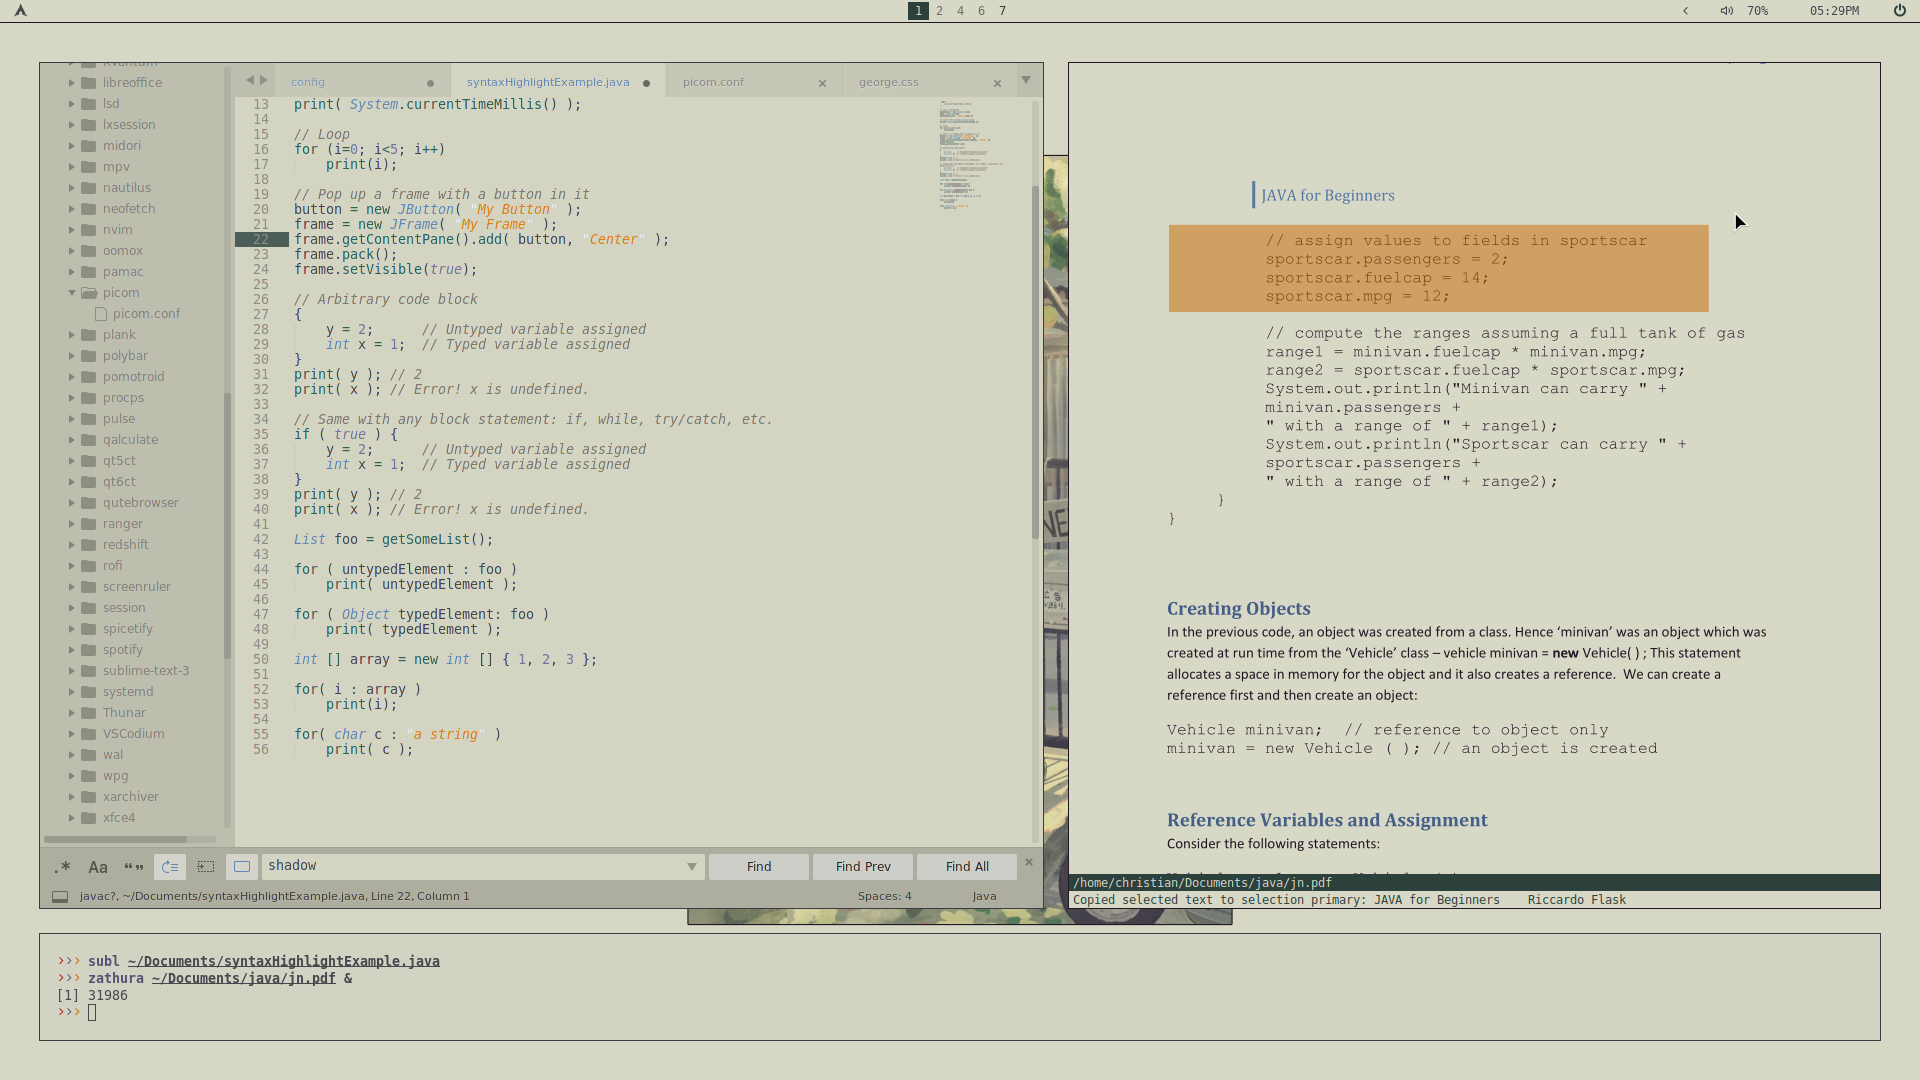 1 2 4 6 7
70% 05:29PM
libreoffice
lsd
lxsession
midori
mpv
nautilus
neofetch
nvim
oomox
pamac
picom
picom.conf
plank
polybar
pomotroid
procps
pulse
qalculate
qt5ct
qt6ct
qutebrowser
ranger
redshift
rofi
screenruler
session
spicetify
spotify
sublime-text-3
systemd
Thunar
VSCodium
wal
wpg
xarchiver
xfce4
config syntaxHighlightExample.java picom.conf george.css
13 print( System.currentTimeMillis() );
14
15 // Loop
16 for (i=0; i<5; i++)
17 print(i);
18
19 // Pop up a frame with a button in it
20 button = new JButton( "My Button" );
21 frame = new JFrame( "My Frame" );
22 frame.getContentPane().add( button, "Center" );
23 frame.pack();
24 frame.setVisible(true);
25
26 // Arbitrary code block
27 {
28 y = 2; // Untyped variable assigned
29 int x = 1; // Typed variable assigned
30 }
31 print( y ); // 2
32 print( x ); // Error! x is undefined.
33
34 // Same with any block statement: if, while, try/catch, etc.
35 if ( true ) {
36 y = 2; // Untyped variable assigned
37 int x = 1; // Typed variable assigned
38 }
39 print( y ); // 2
40 print( x ); // Error! x is undefined.
41
42 List foo = getSomeList();
43
44 for ( untypedElement : foo )
45 print( untypedElement );
46
47 for ( Object typedElement: foo )
48 print( typedElement );
49
50 int [] array = new int [] { 1, 2, 3 };
51
52 for( i : array )
53 print(i);
54
55 for( char c : "a string" )
56 print( c );
.* Aa “” shadow Find Find Prev Find All
javac?, ~/Documents/syntaxHighlightExample.java, Line 22, Column 1 Spaces: 4 Java
JAVA for Beginners
// assign values to fields in sportscar
sportscar.passengers = 2;
sportscar.fuelcap = 14;
sportscar.mpg = 12;
// compute the ranges assuming a full tank of gas
range1 = minivan.fuelcap * minivan.mpg;
range2 = sportscar.fuelcap * sportscar.mpg;
System.out.println("Minivan can carry " +
minivan.passengers +
" with a range of " + range1);
System.out.println("Sportscar can carry " +
sportscar.passengers +
" with a range of " + range2);
}
}
Creating Objects
In the previous code, an object was created from a class. Hence ‘minivan’ was an object which was
created at run time from the ‘Vehicle’ class – vehicle minivan = new Vehicle( ) ; This statement
allocates a space in memory for the object and it also creates a reference. We can create a
reference first and then create an object:
Vehicle minivan; // reference to object only
minivan = new Vehicle ( ); // an object is created
Reference Variables and Assignment
Consider the following statements:
/home/christian/Documents/java/jn.pdf
Copied selected text to selection primary: JAVA for Beginners Riccardo Flask
>>> subl ~/Documents/syntaxHighlightExample.java
>>> zathura ~/Documents/java/jn.pdf &
[1] 31986
>>>